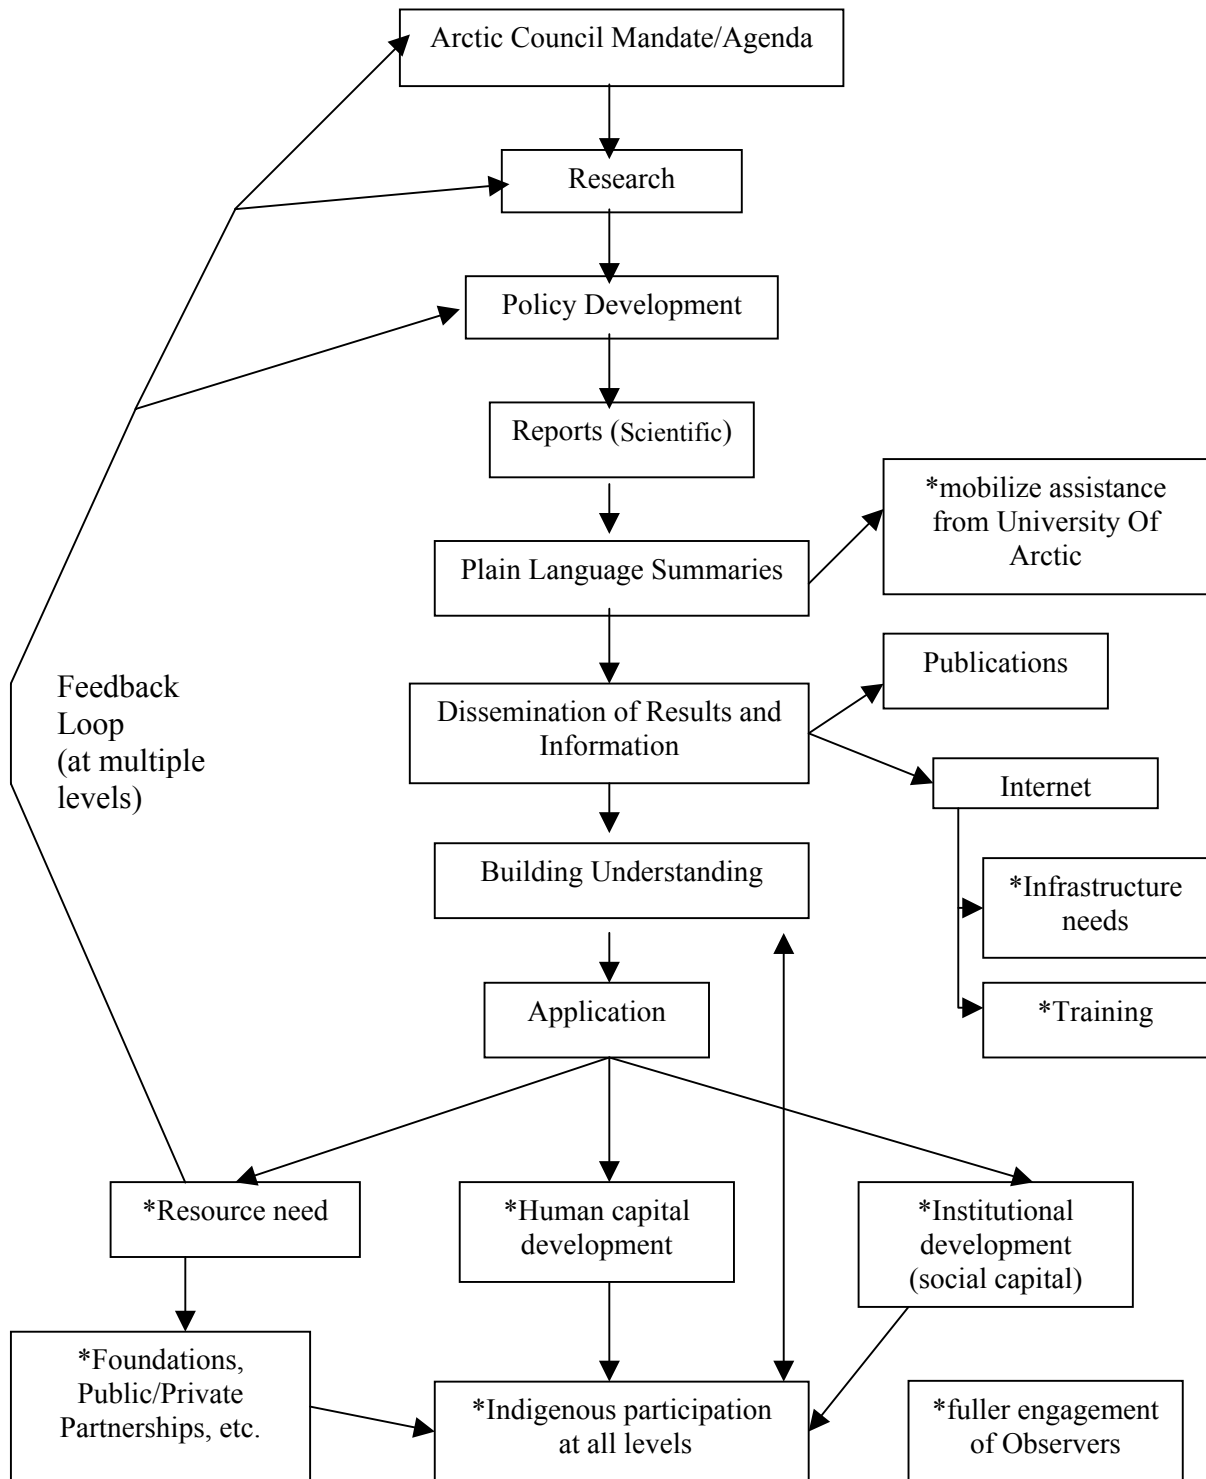 Arctic Council Mandate/Agenda
Research
Policy Development
Reports (Scientific)
*mobilize assistance
from University Of
Arctic
Plain Language Summaries
Publications
Feedback
Loop
(at multiple
levels)
Dissemination of Results and
Information
Internet
Building Understanding
*Infrastructure
needs
Application
*Training
*Resource need
*Human capital
development
*Institutional
development
(social capital)
*Foundations,
Public/Private
Partnerships, etc.
*Indigenous participation
at all levels
*fuller engagement
of Observers